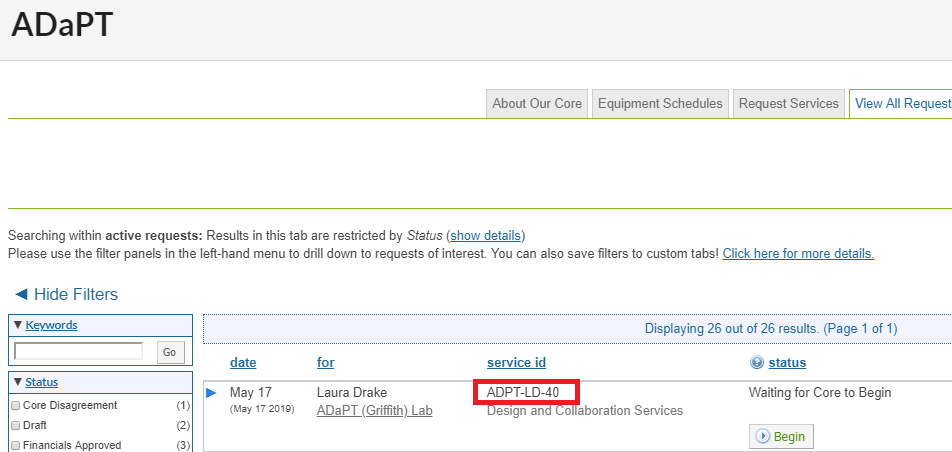 ADaPT
About Our Core Equipment Schedules Request Services View All Request
Searching within active requests: Results in this tab are restricted by Status (show details)
Please use the filter panels in the left-hand menu to drill down to requests of interest. You can also save filters to custom tabs! Click here for more details.
Hide Filters
Keywords
Go
Status
Core Disagreement (1)
Draft (2)
Financials Approved (3)
Displaying 26 out of 26 results. (Page 1 of 1)
date for service id status
May 17 Laura Drake ADPT-LD-40 Waiting for Core to Begin
(May 17 2019) ADaPT (Griffith) Lab Design and Collaboration Services
Begin